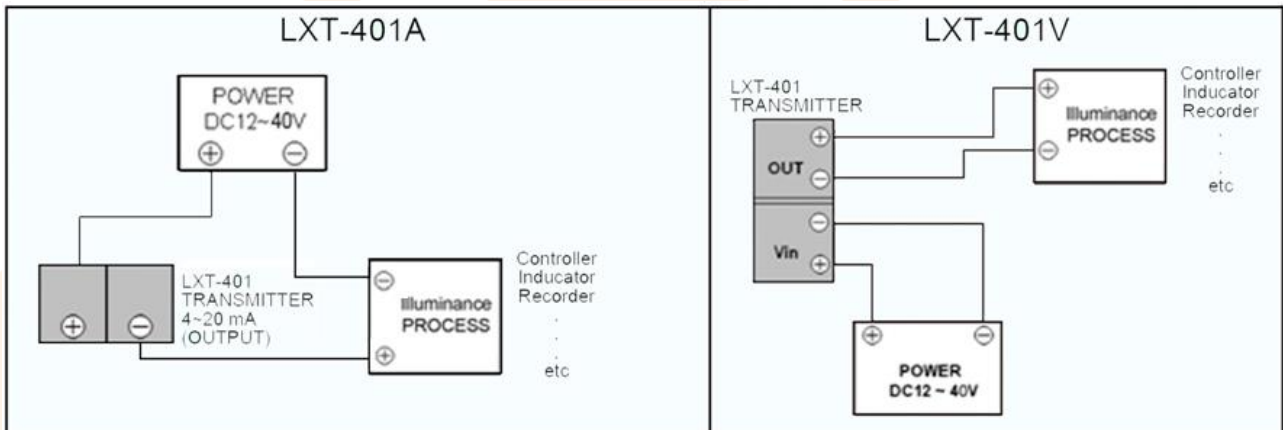 LXT-401A
POWER
DC12~40V
⊕ ⊖
LXT-401
TRANSMITTER
4~20 mA
(OUTPUT)
⊕ ⊖
⊖
Illuminance
PROCESS
⊕
Controller
Inducator
Recorder
.
.
.
etc
LXT-401V
LXT-401
TRANSMITTER
⊕
OUT
⊖
⊖
Vin
⊕
⊕
Illuminance
PROCESS
⊖
Controller
Inducator
Recorder
.
.
.
etc
⊕ ⊖
POWER
DC12 ~ 40V